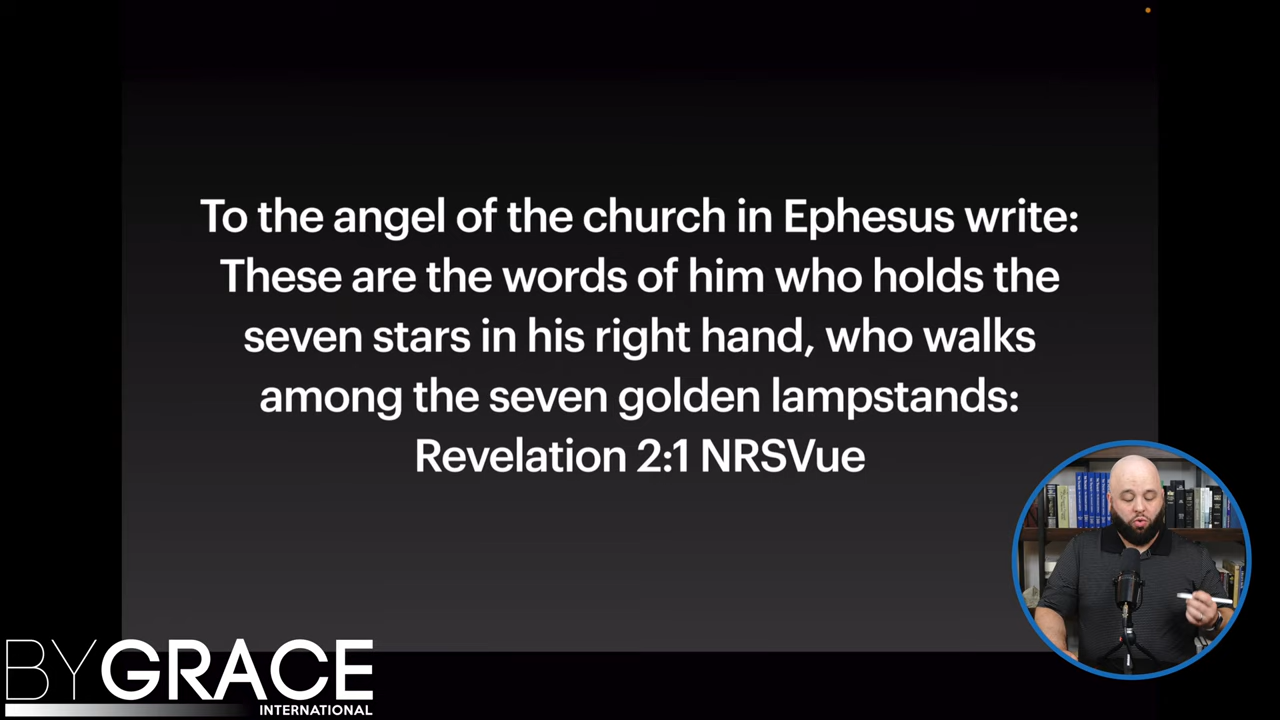 To the angel of the church in Ephesus write:
These are the words of him who holds the
seven stars in his right hand, who walks
among the seven golden lampstands:
Revelation 2:1 NRSVue
BYGRACE
INTERNATIONAL